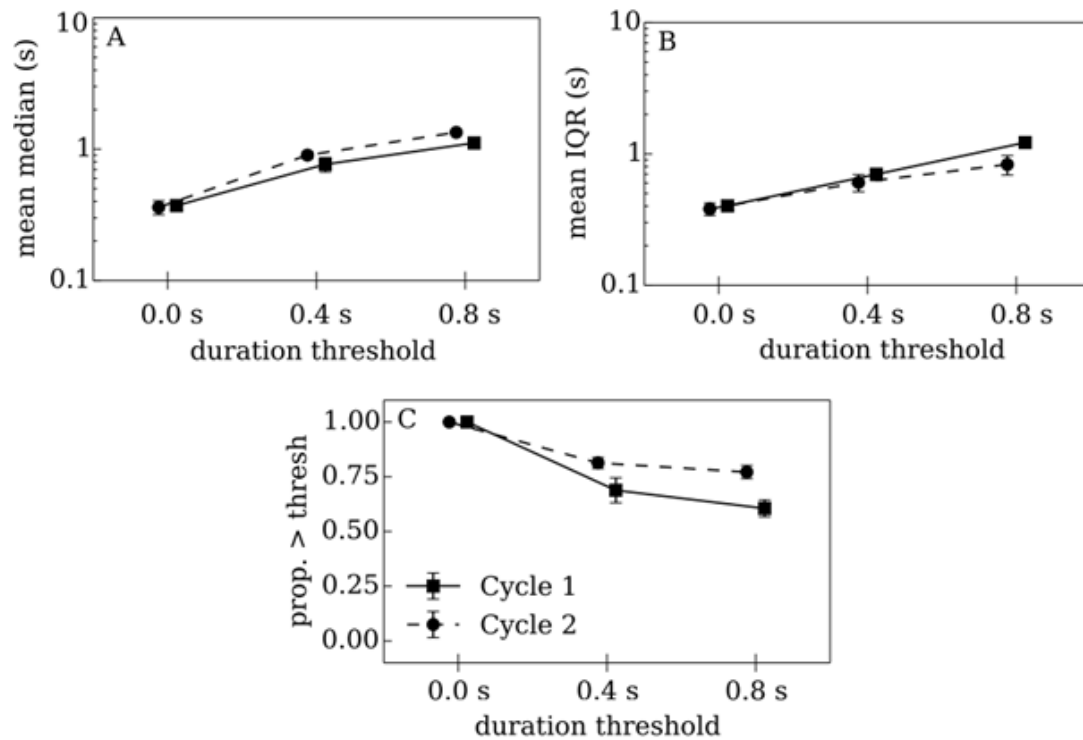 A
mean median (s)
10
1
0.1
0.0 s 0.4 s 0.8 s
duration threshold
B
mean IQR (s)
10
1
0.1
0.0 s 0.4 s 0.8 s
duration threshold
C
prop. > thresh
1.00
0.75
0.50
0.25
0.00
Cycle 1
Cycle 2
0.0 s 0.4 s 0.8 s
duration threshold